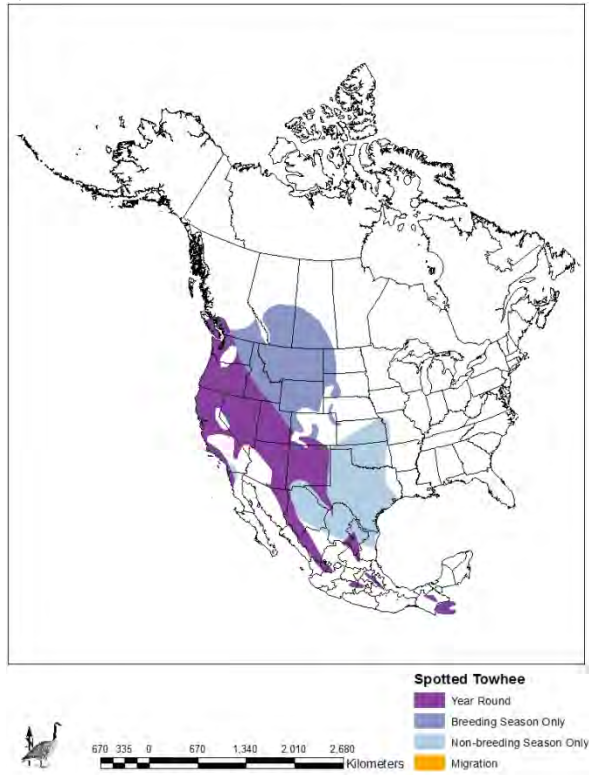 Spotted Towhee
Year Round
Breeding Season Only
Non-breeding Season Only
Migration
670 335 0 670 1,340 2,010 2,680
Kilometers